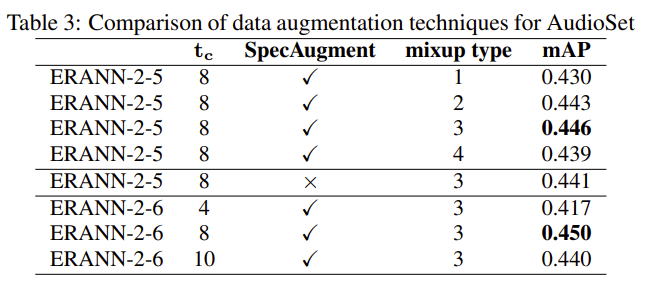 Table 3: Comparison of data augmentation techniques for AudioSet
t_c SpecAugment mixup type mAP
ERANN-2-5 8 ✓ 1 0.430
ERANN-2-5 8 ✓ 2 0.443
ERANN-2-5 8 ✓ 3 0.446
ERANN-2-5 8 ✓ 4 0.439
ERANN-2-5 8 × 3 0.441
ERANN-2-6 4 ✓ 3 0.417
ERANN-2-6 8 ✓ 3 0.450
ERANN-2-6 10 ✓ 3 0.440